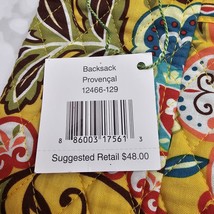 Backsack
Provençal
12466-129
8 86003 17561 3
Suggested Retail $48.00